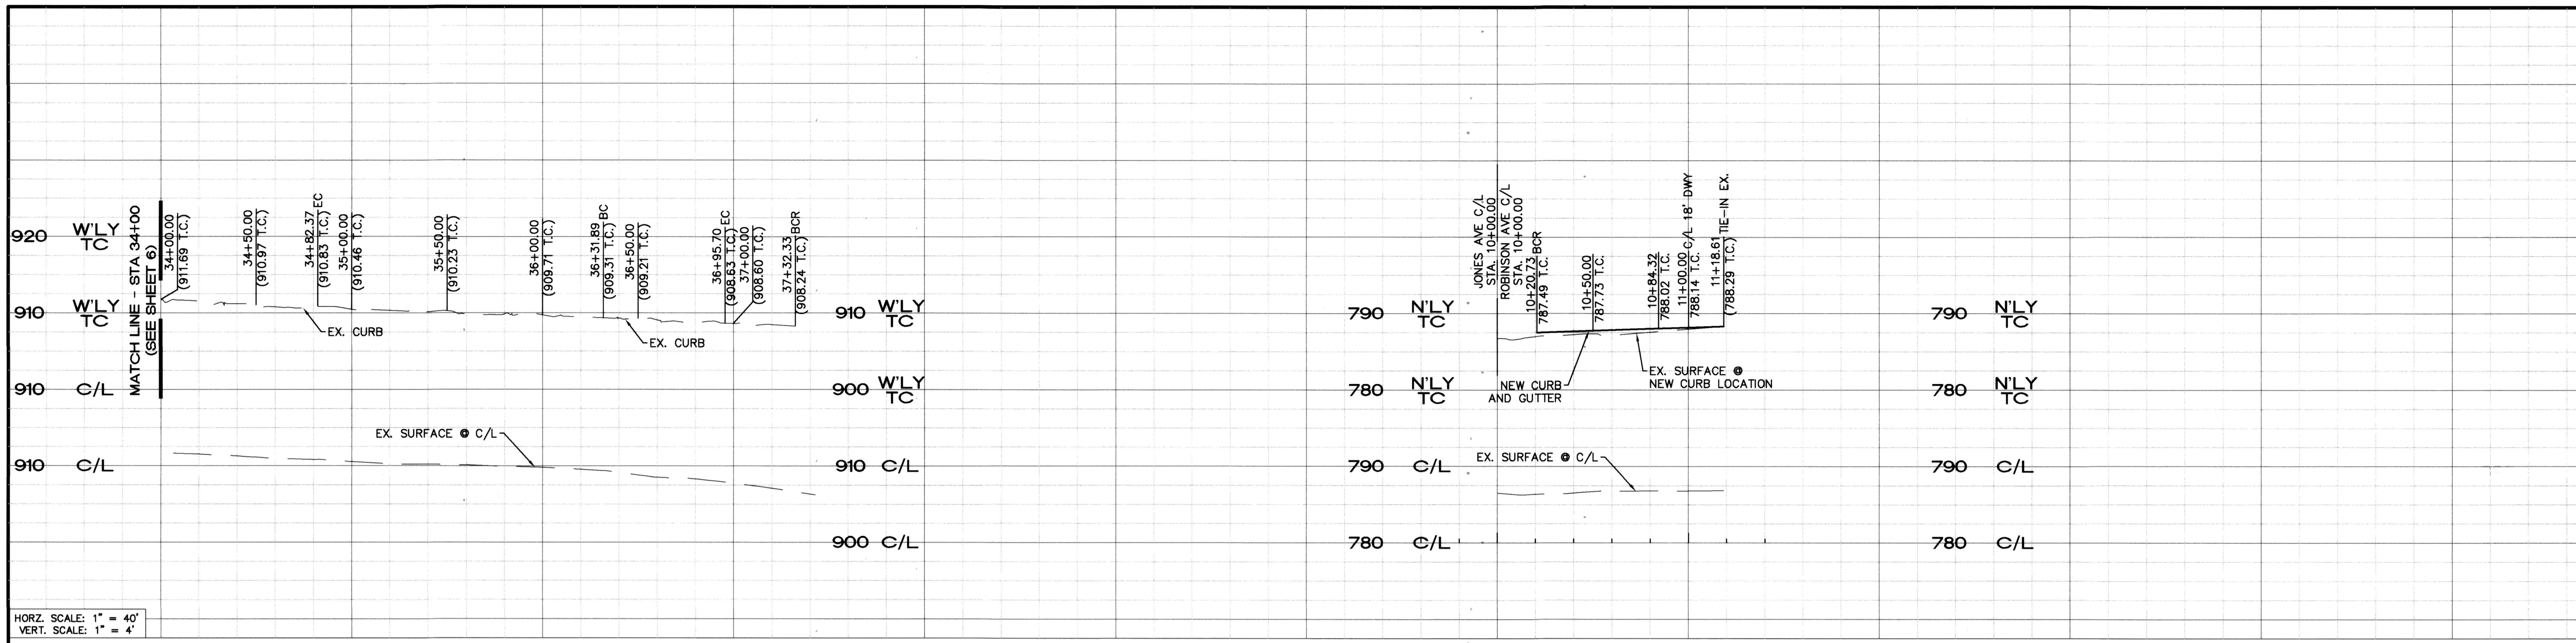 920 W'LY
TC
910 W'LY
TC
910 C/L
910 C/L
MATCH LINE - STA 34+00
(SEE SHEET 6)
34+00.00
(911.69 T.C.)
34+50.00
(910.97 T.C.)
34+82.37 EC
(910.83 T.C.)
35+00.00
(910.46 T.C.)
35+50.00
(910.23 T.C.)
36+00.00
(909.71 T.C.)
36+31.89 BC
(909.31 T.C.)
36+50.00
(909.21 T.C.)
36+95.70 EC
(908.63 T.C.)
37+00.00
(908.60 T.C.)
37+32.33 BCR
(908.24 T.C.)
EX. CURB
EX. CURB
EX. SURFACE @ C/L
910 W'LY
TC
900 W'LY
TC
910 C/L
900 C/L
790 N'LY
TC
780 N'LY
TC
790 C/L
780 C/L
JONES AVE C/L
STA. 10+00.00
ROBINSON AVE C/L
STA. 10+00.00
10+20.73 BCR
787.49 T.C.
10+50.00
787.73 T.C.
10+84.32
788.02 T.C.
11+00.00 C/L 18' DWY
788.14 T.C.
11+18.61 TIE-IN EX.
(788.29 T.C.)
NEW CURB
AND GUTTER
EX. SURFACE @
NEW CURB LOCATION
EX. SURFACE @ C/L
790 N'LY
TC
780 N'LY
TC
790 C/L
780 C/L
HORZ. SCALE: 1" = 40'
VERT. SCALE: 1" = 4'